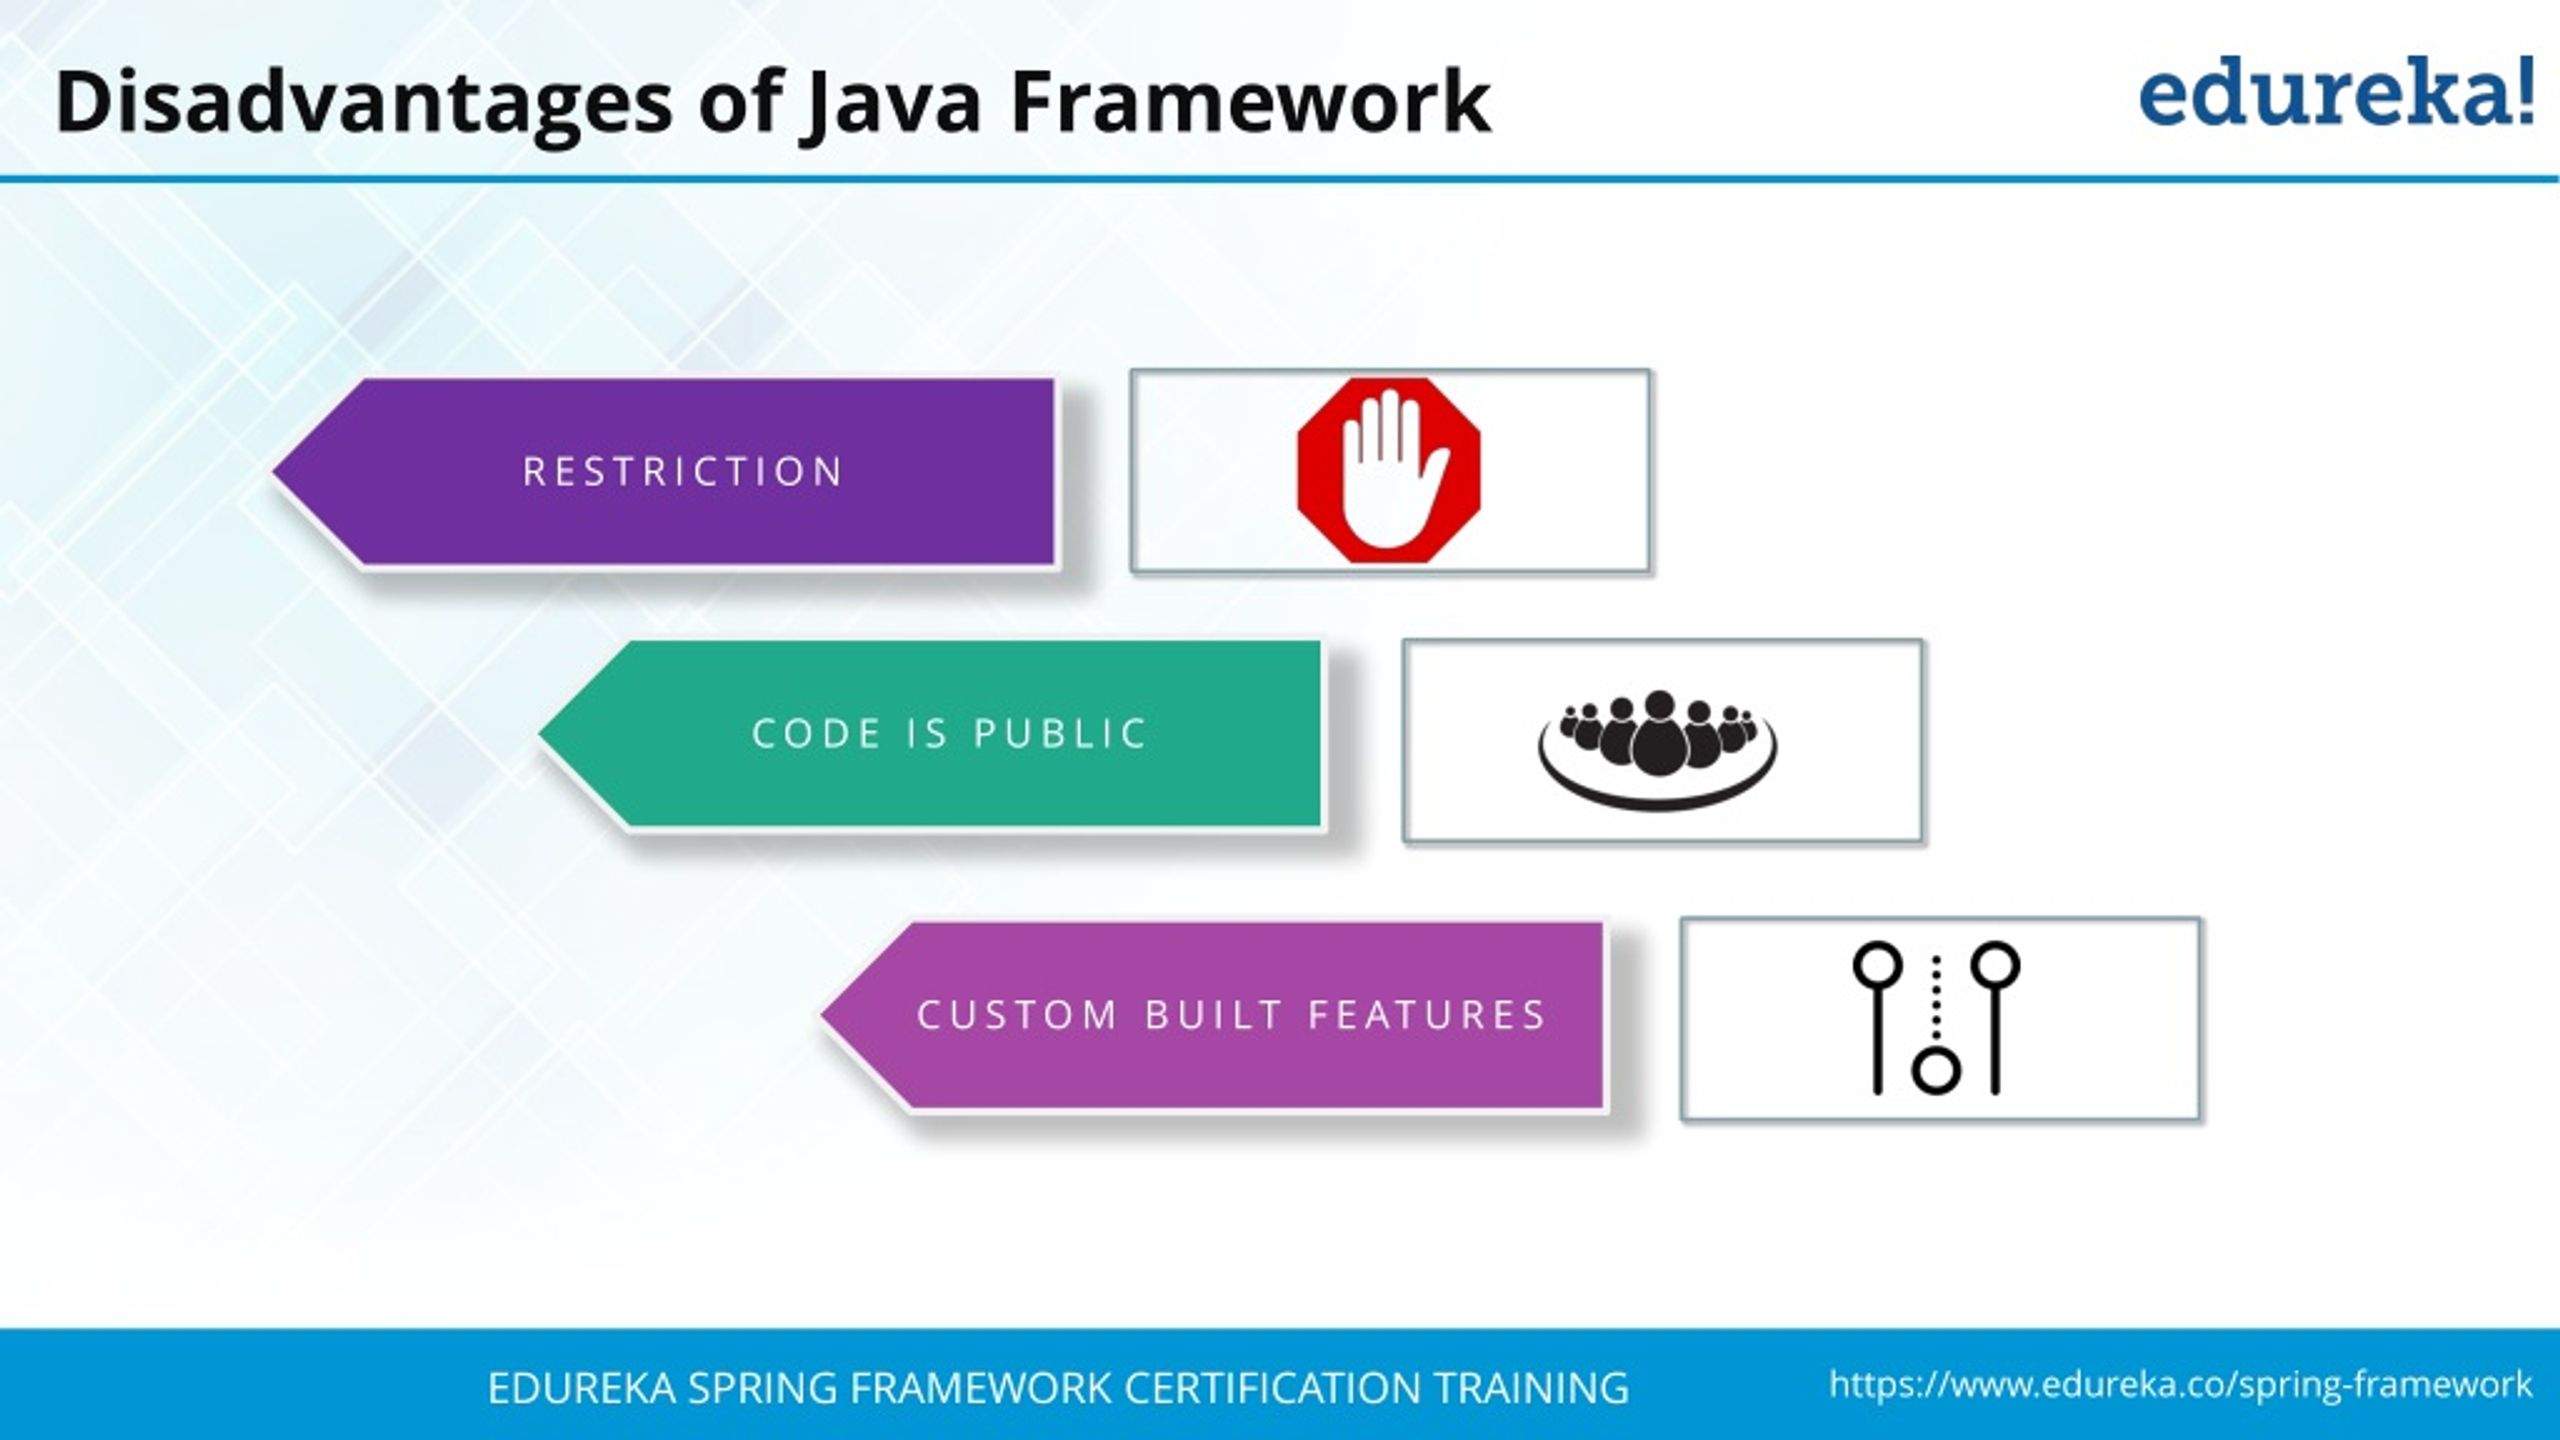 Disadvantages of Java Framework
edureka!
RESTRICTION
CODE IS PUBLIC
CUSTOM BUILT FEATURES
EDUREKA SPRING FRAMEWORK CERTIFICATION TRAINING
https://www.edureka.co/spring-framework